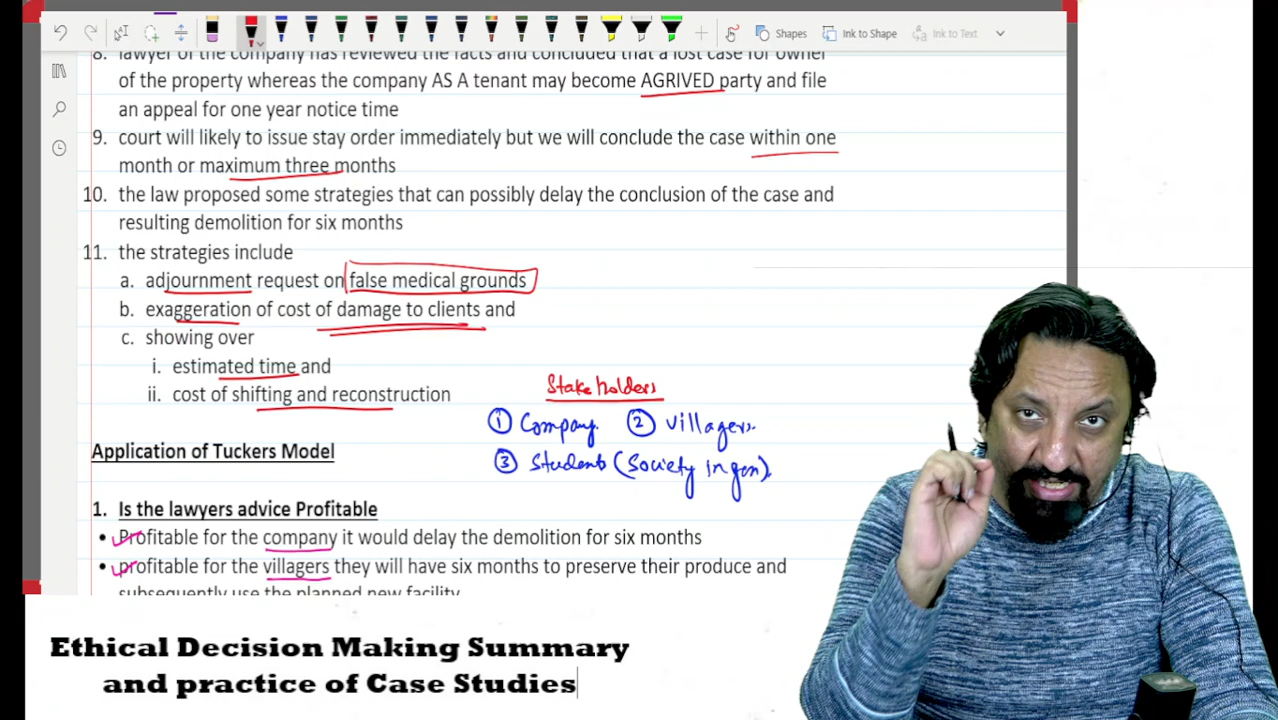 Shapes Ink to Shape Ink to Text
8. lawyer of the company has reviewed the facts and concluded that a lost case for owner
of the property whereas the company AS A tenant may become AGRIVED party and file
an appeal for one year notice time
9. court will likely to issue stay order immediately but we will conclude the case within one
month or maximum three months
10. the law proposed some strategies that can possibly delay the conclusion of the case and
resulting demolition for six months
11. the strategies include
a. adjournment request on false medical grounds
b. exaggeration of cost of damage to clients and
c. showing over
i. estimated time and
ii. cost of shifting and reconstruction
Stakeholders
① Company. ② Villagers.
③ Students (Society in gen).
Application of Tuckers Model
1. Is the lawyers advice Profitable
• Profitable for the company it would delay the demolition for six months
• profitable for the villagers they will have six months to preserve their produce and
subsequently use the planned new facility
Ethical Decision Making Summary
and practice of Case Studies